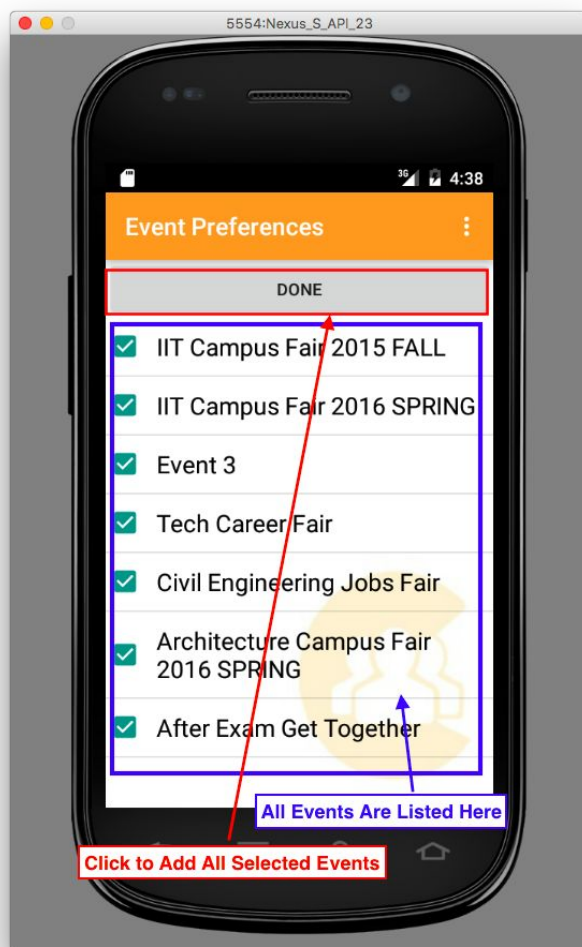 5554:Nexus_S_API_23
3G 4:38
Event Preferences
DONE
IIT Campus Fair 2015 FALL
IIT Campus Fair 2016 SPRING
Event 3
Tech Career Fair
Civil Engineering Jobs Fair
Architecture Campus Fair
2016 SPRING
After Exam Get Together
All Events Are Listed Here
Click to Add All Selected Events